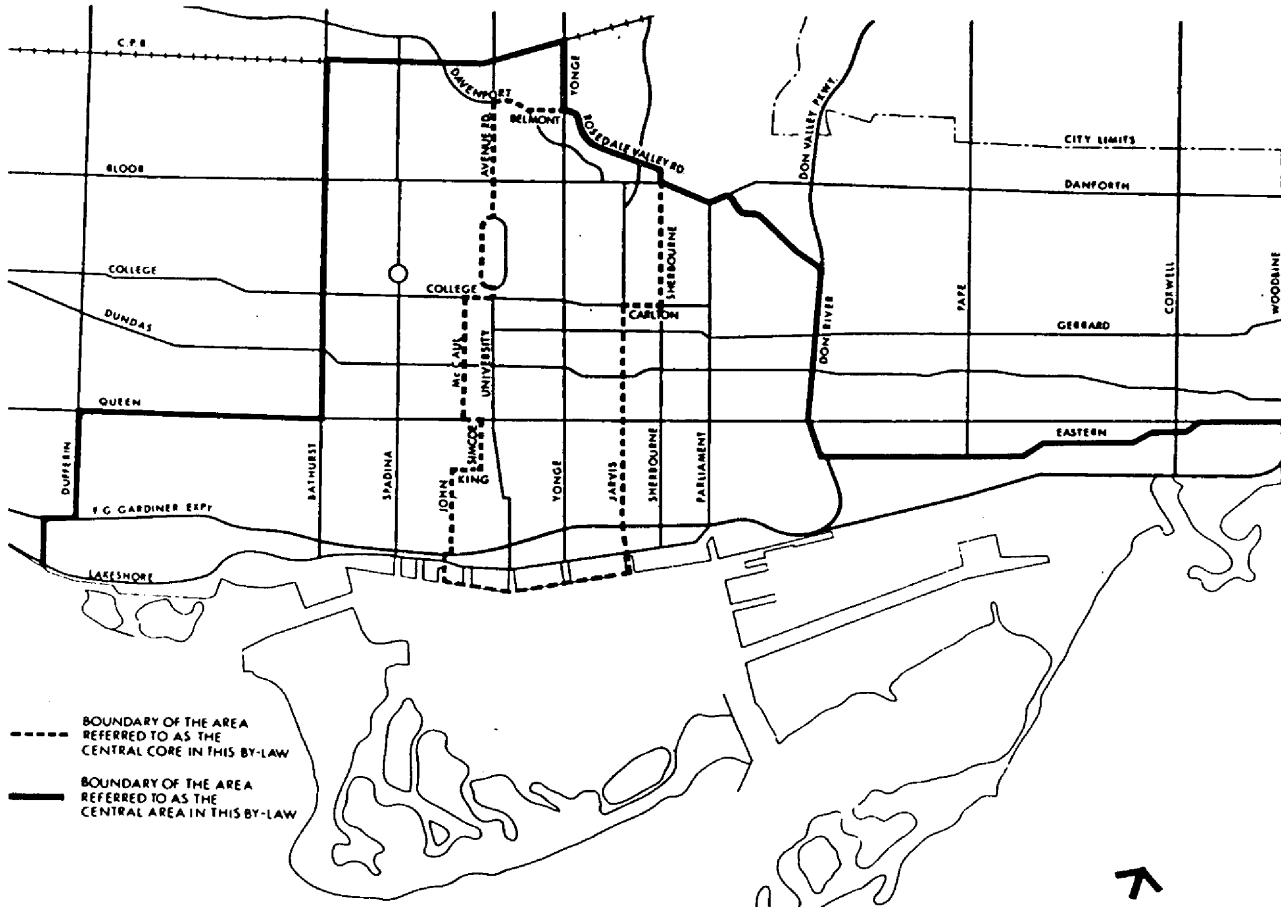 C.P.R
DAVENPORT
YONGE
BELMONT
AVENUE RD
ROSEDALE VALLEY RD
DON VALLEY PKWY.
CITY LIMITS
BLOOR
DANFORTH
SHERBOURNE
COLLEGE
COLLEGE
CARLTON
DUNDAS
McCAUL
UNIVERSITY
DON RIVER
PAPE
COXWELL
WOODBINE
GERRARD
QUEEN
EASTERN
DUFFERIN
BATHURST
SPADINA
SIMCOE
KING
JOHN
YONGE
JARVIS
SHERBOURNE
PARLIAMENT
F G GARDINER EXPY
LAKESHORE
BOUNDARY OF THE AREA
REFERRED TO AS THE
CENTRAL CORE IN THIS BY-LAW
BOUNDARY OF THE AREA
REFERRED TO AS THE
CENTRAL AREA IN THIS BY-LAW